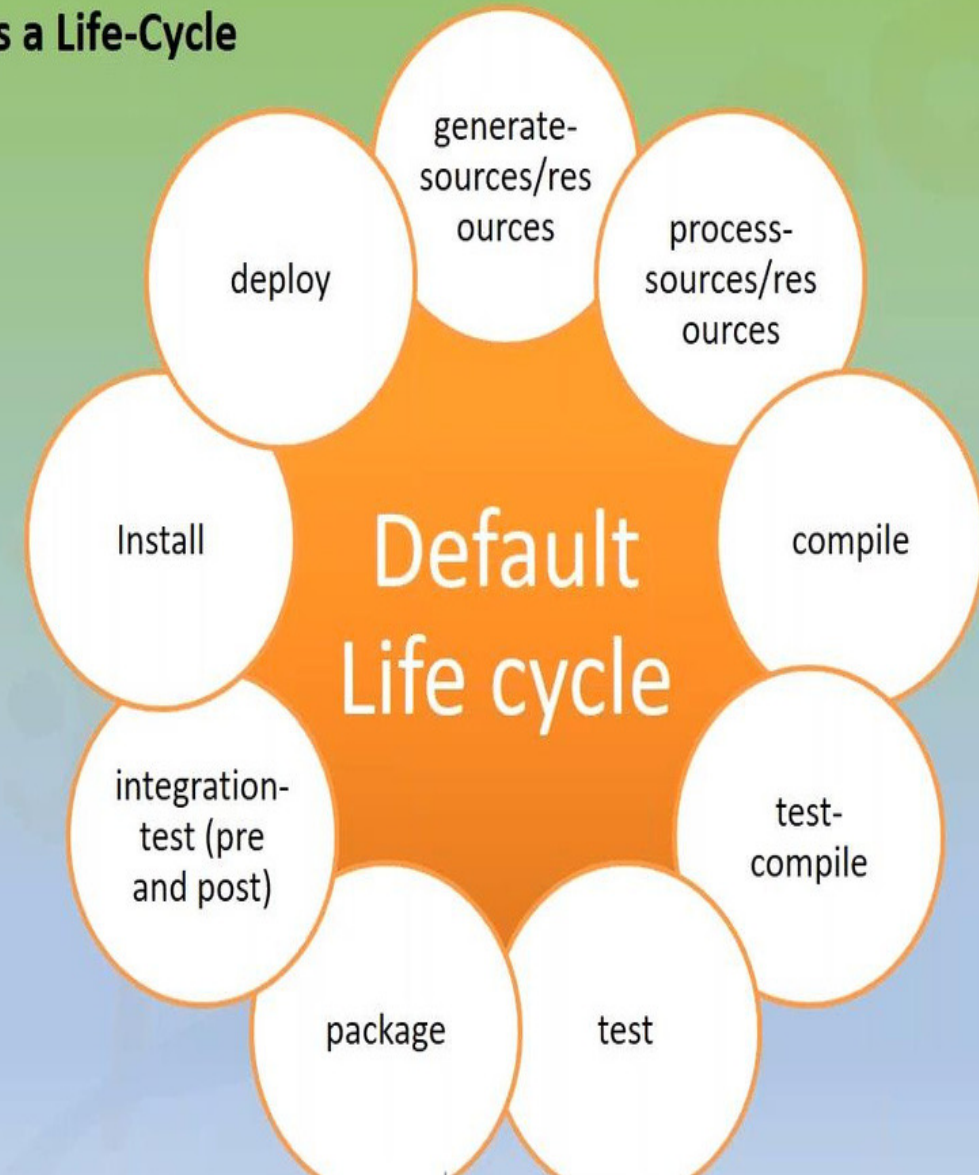 s a Life-Cycle
generate-
sources/res
ources
process-
sources/res
ources
compile
test-
compile
test
package
integration-
test (pre
and post)
Install
deploy
Default
Life cycle